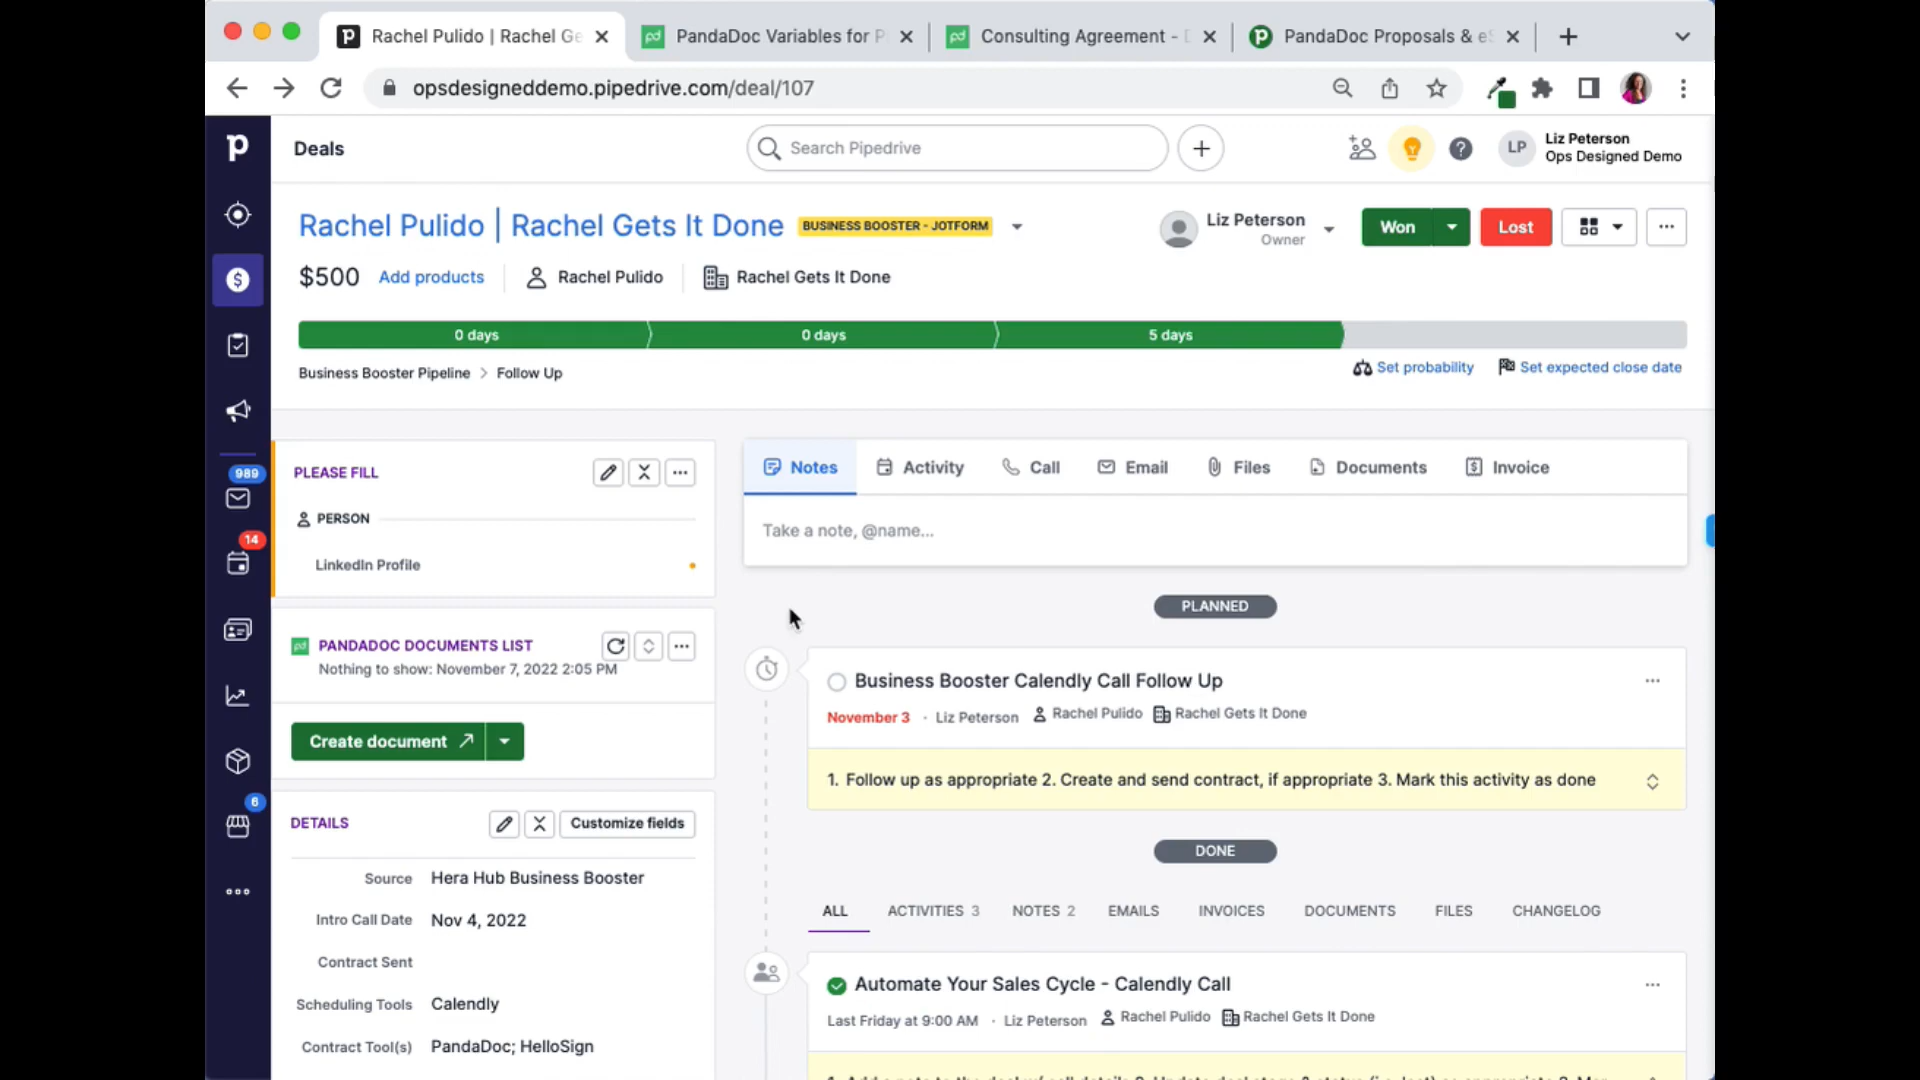 Rachel Pulido | Rachel Ge
PandaDoc Variables for P
Consulting Agreement -
PandaDoc Proposals & eS
opsdesigneddemo.pipedrive.com/deal/107
Deals
Search Pipedrive
LP
Liz Peterson
Ops Designed Demo
Rachel Pulido | Rachel Gets It Done
BUSINESS BOOSTER - JOTFORM
Liz Peterson
Owner
Won
Lost
$500
Add products
Rachel Pulido
Rachel Gets It Done
0 days
0 days
5 days
Business Booster Pipeline > Follow Up
Set probability
Set expected close date
989
14
6
PLEASE FILL
PERSON
LinkedIn Profile
PANDADOC DOCUMENTS LIST
Nothing to show: November 7, 2022 2:05 PM
Create document
DETAILS
Customize fields
Source Hera Hub Business Booster
Intro Call Date Nov 4, 2022
Contract Sent
Scheduling Tools Calendly
Contract Tool(s) PandaDoc; HelloSign
Notes
Activity
Call
Email
Files
Documents
Invoice
Take a note, @name...
PLANNED
Business Booster Calendly Call Follow Up
November 3 · Liz Peterson Rachel Pulido Rachel Gets It Done
1. Follow up as appropriate 2. Create and send contract, if appropriate 3. Mark this activity as done
DONE
ALL
ACTIVITIES 3
NOTES 2
EMAILS
INVOICES
DOCUMENTS
FILES
CHANGELOG
Automate Your Sales Cycle - Calendly Call
Last Friday at 9:00 AM · Liz Peterson Rachel Pulido Rachel Gets It Done